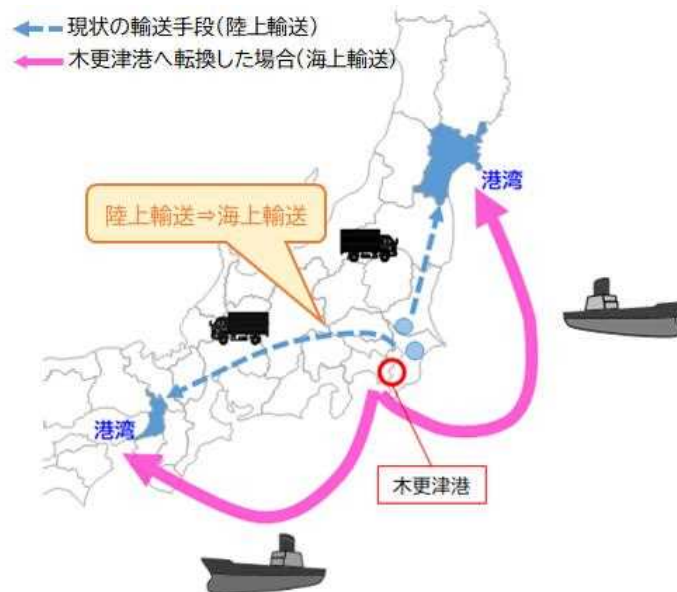 現状の輸送手段(陸上輸送)
木更津港へ転換した場合(海上輸送)
港湾
陸上輸送⇒海上輸送
港湾
木更津港